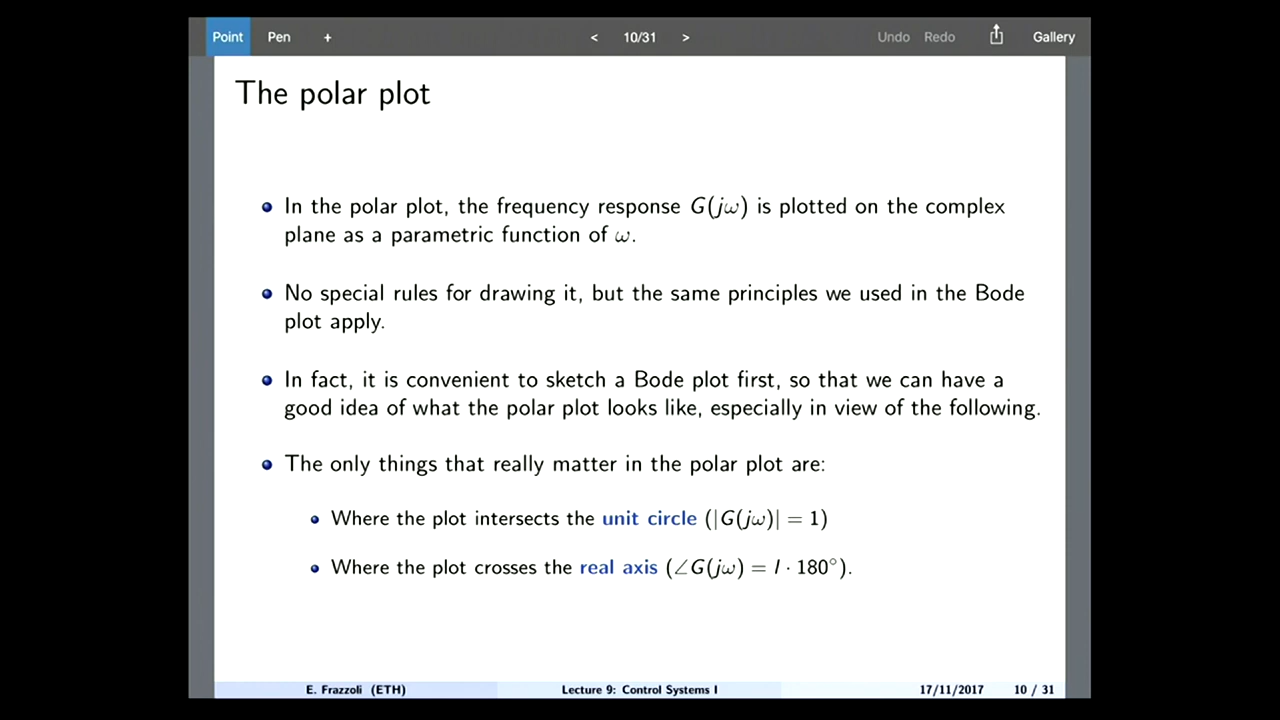 Point Pen + < 10/31 > Undo Redo Gallery
The polar plot
In the polar plot, the frequency response G(jω) is plotted on the complex
plane as a parametric function of ω.
No special rules for drawing it, but the same principles we used in the Bode
plot apply.
In fact, it is convenient to sketch a Bode plot first, so that we can have a
good idea of what the polar plot looks like, especially in view of the following.
The only things that really matter in the polar plot are:
Where the plot intersects the unit circle (|G(jω)| = 1)
Where the plot crosses the real axis (∠G(jω) = l · 180°).
E. Frazzoli (ETH) Lecture 9: Control Systems I 17/11/2017 10 / 31